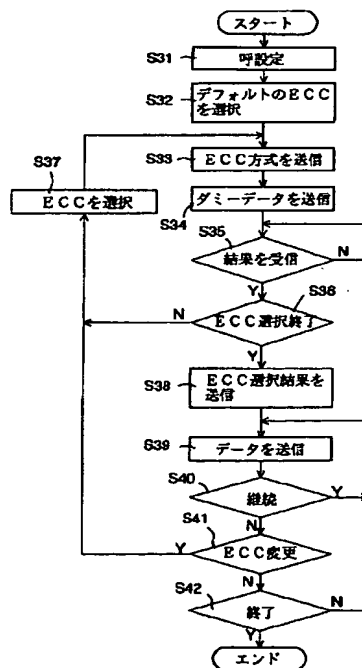 スタート
S31
呼設定
S32
デフォルトのECC
を選択
S37
ECCを選択
S33
ECC方式を送信
S34
ダミーデータを送信
S35
結果を受信
N
Y
S36
N
ECC選択終了
Y
S38
ECC選択結果を
送信
S39
データを送信
S40
継続
Y
N
S41
Y
ECC変更
N
S42
終了
N
Y
エンド